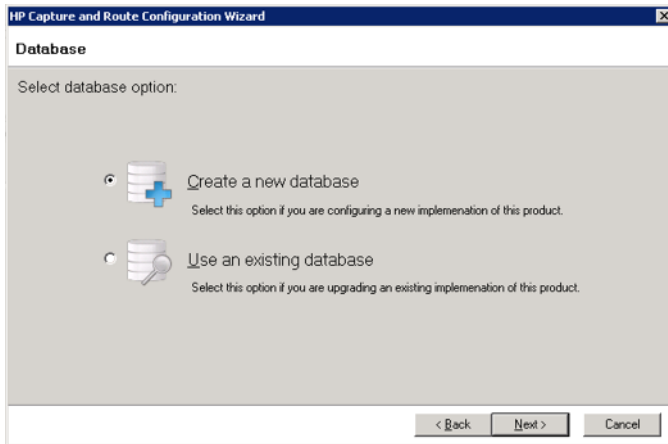 HP Capture and Route Configuration Wizard
Database
Select database option:
Create a new database
Select this option if you are configuring a new implemenation of this product.
Use an existing database
Select this option if you are upgrading an existing implemenation of this product.
< Back
Next >
Cancel